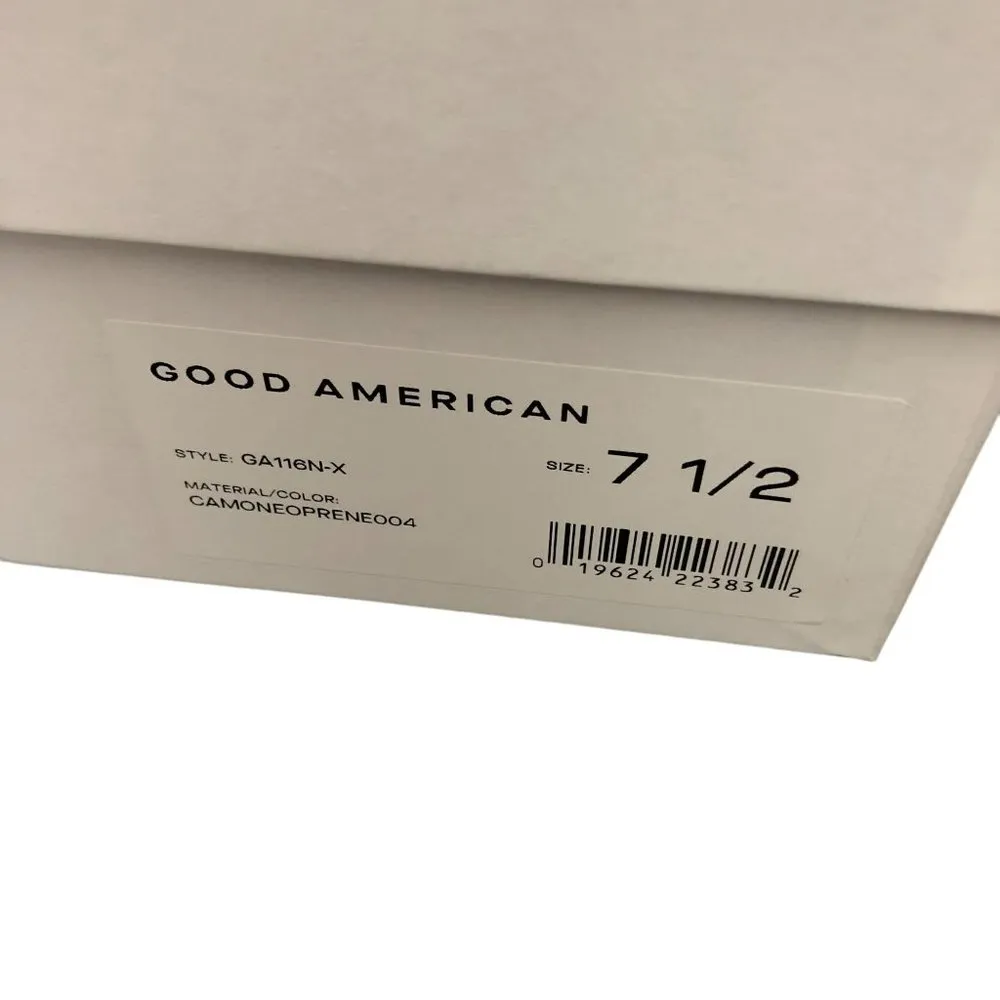 GOOD AMERICAN
STYLE: GA116N-X
SIZE: 7 1/2
MATERIAL/COLOR:
CAMONEOPRENE004
0 19624 22383 2